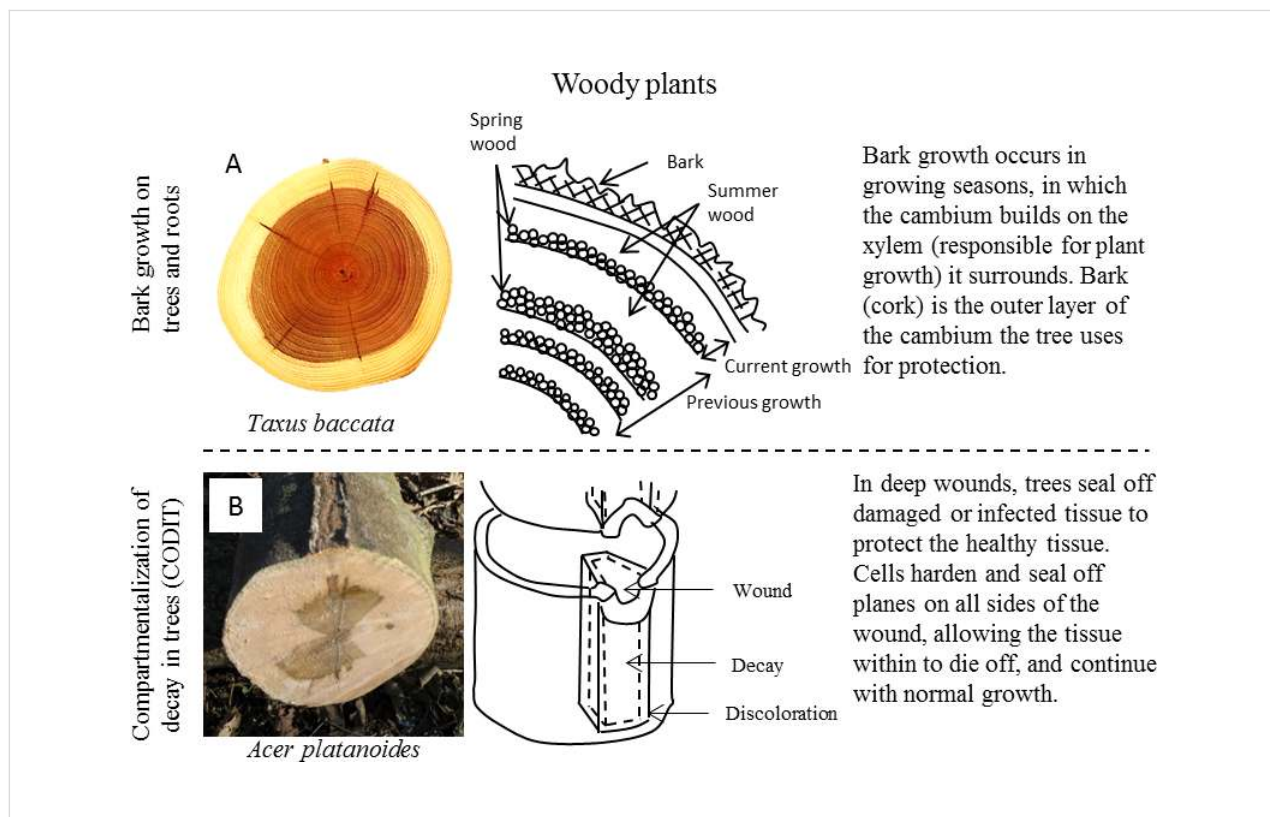 Woody plants
Bark growth on
trees and roots
A
Taxus baccata
Spring
wood
Bark
Summer
wood
Current growth
Previous growth
Bark growth occurs in
growing seasons, in which
the cambium builds on the
xylem (responsible for plant
growth) it surrounds. Bark
(cork) is the outer layer of
the cambium the tree uses
for protection.
Compartmentalization of
decay in trees (CODIT)
B
Acer platanoides
Wound
Decay
Discoloration
In deep wounds, trees seal off
damaged or infected tissue to
protect the healthy tissue.
Cells harden and seal off
planes on all sides of the
wound, allowing the tissue
within to die off, and continue
with normal growth.